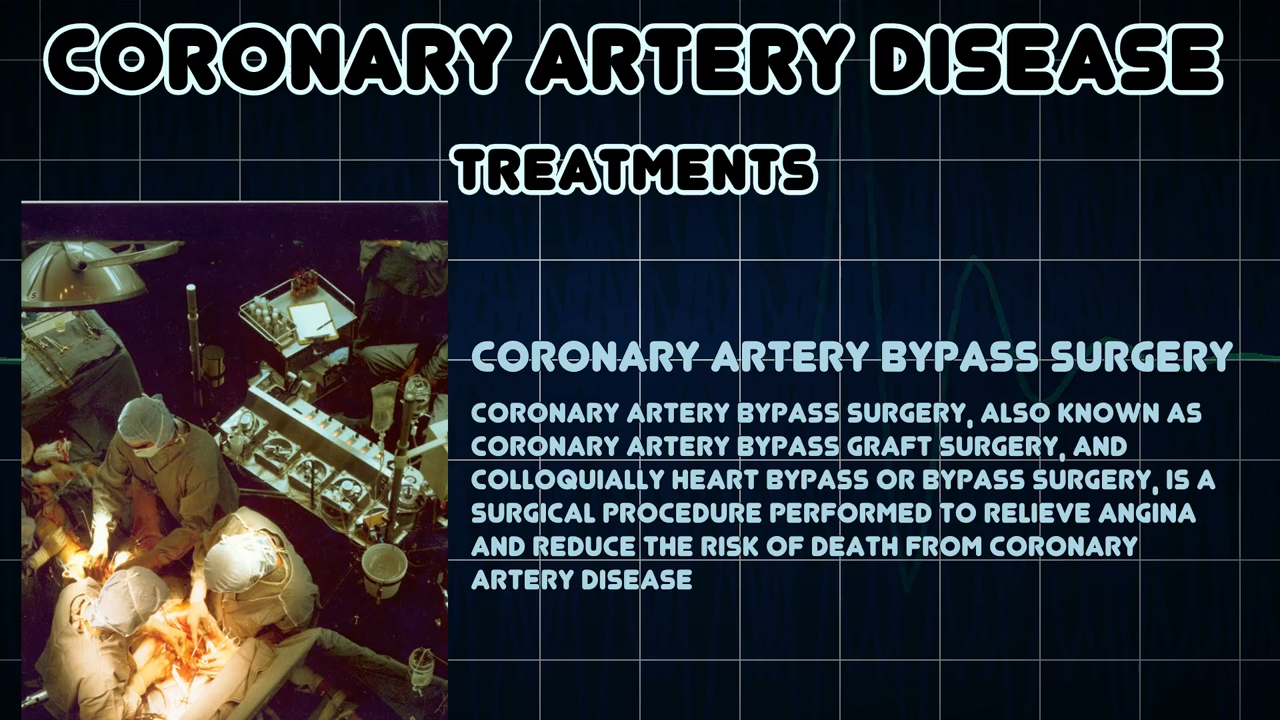 CORONARY ARTERY DISEASE
TREATMENTS
CORONARY ARTERY BYPASS SURGERY
CORONARY ARTERY BYPASS SURGERY, ALSO KNOWN AS
CORONARY ARTERY BYPASS GRAFT SURGERY, AND
COLLOQUIALLY HEART BYPASS OR BYPASS SURGERY, IS A
SURGICAL PROCEDURE PERFORMED TO RELIEVE ANGINA
AND REDUCE THE RISK OF DEATH FROM CORONARY
ARTERY DISEASE